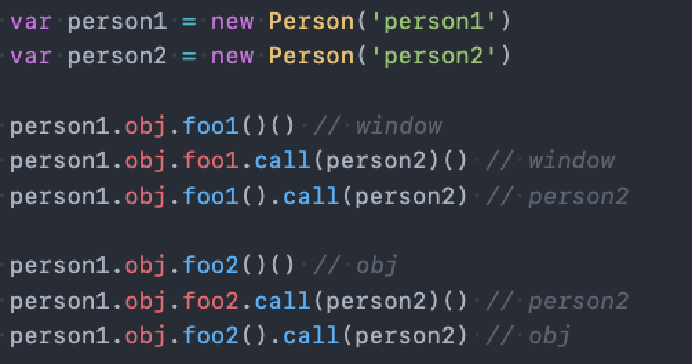 var person1 = new Person('person1')
var person2 = new Person('person2')
person1.obj.foo1()() // window
person1.obj.foo1.call(person2)() // window
person1.obj.foo1().call(person2) // person2
person1.obj.foo2()() // obj
person1.obj.foo2.call(person2)() // person2
person1.obj.foo2().call(person2) // obj